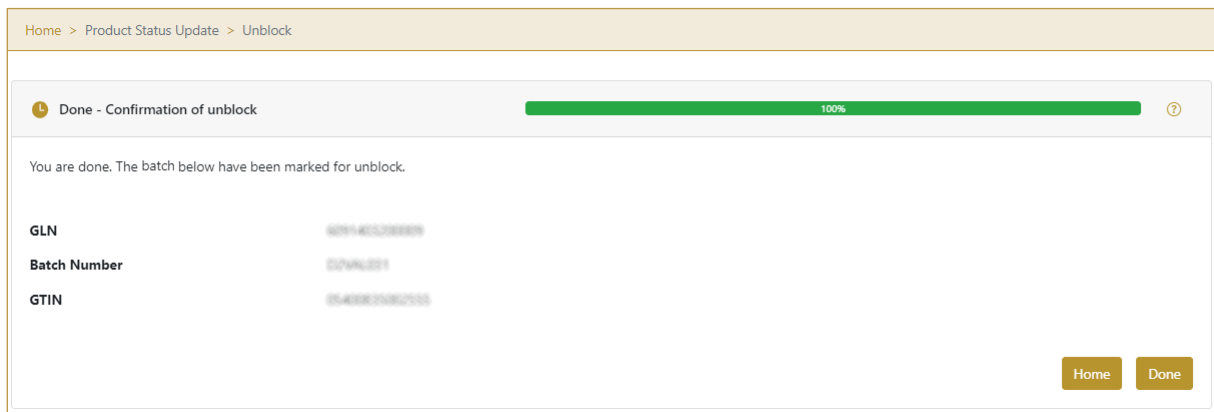 Home > Product Status Update > Unblock
Done - Confirmation of unblock
100%
?
You are done. The batch below have been marked for unblock.
GLN
Batch Number
GTIN
Home
Done